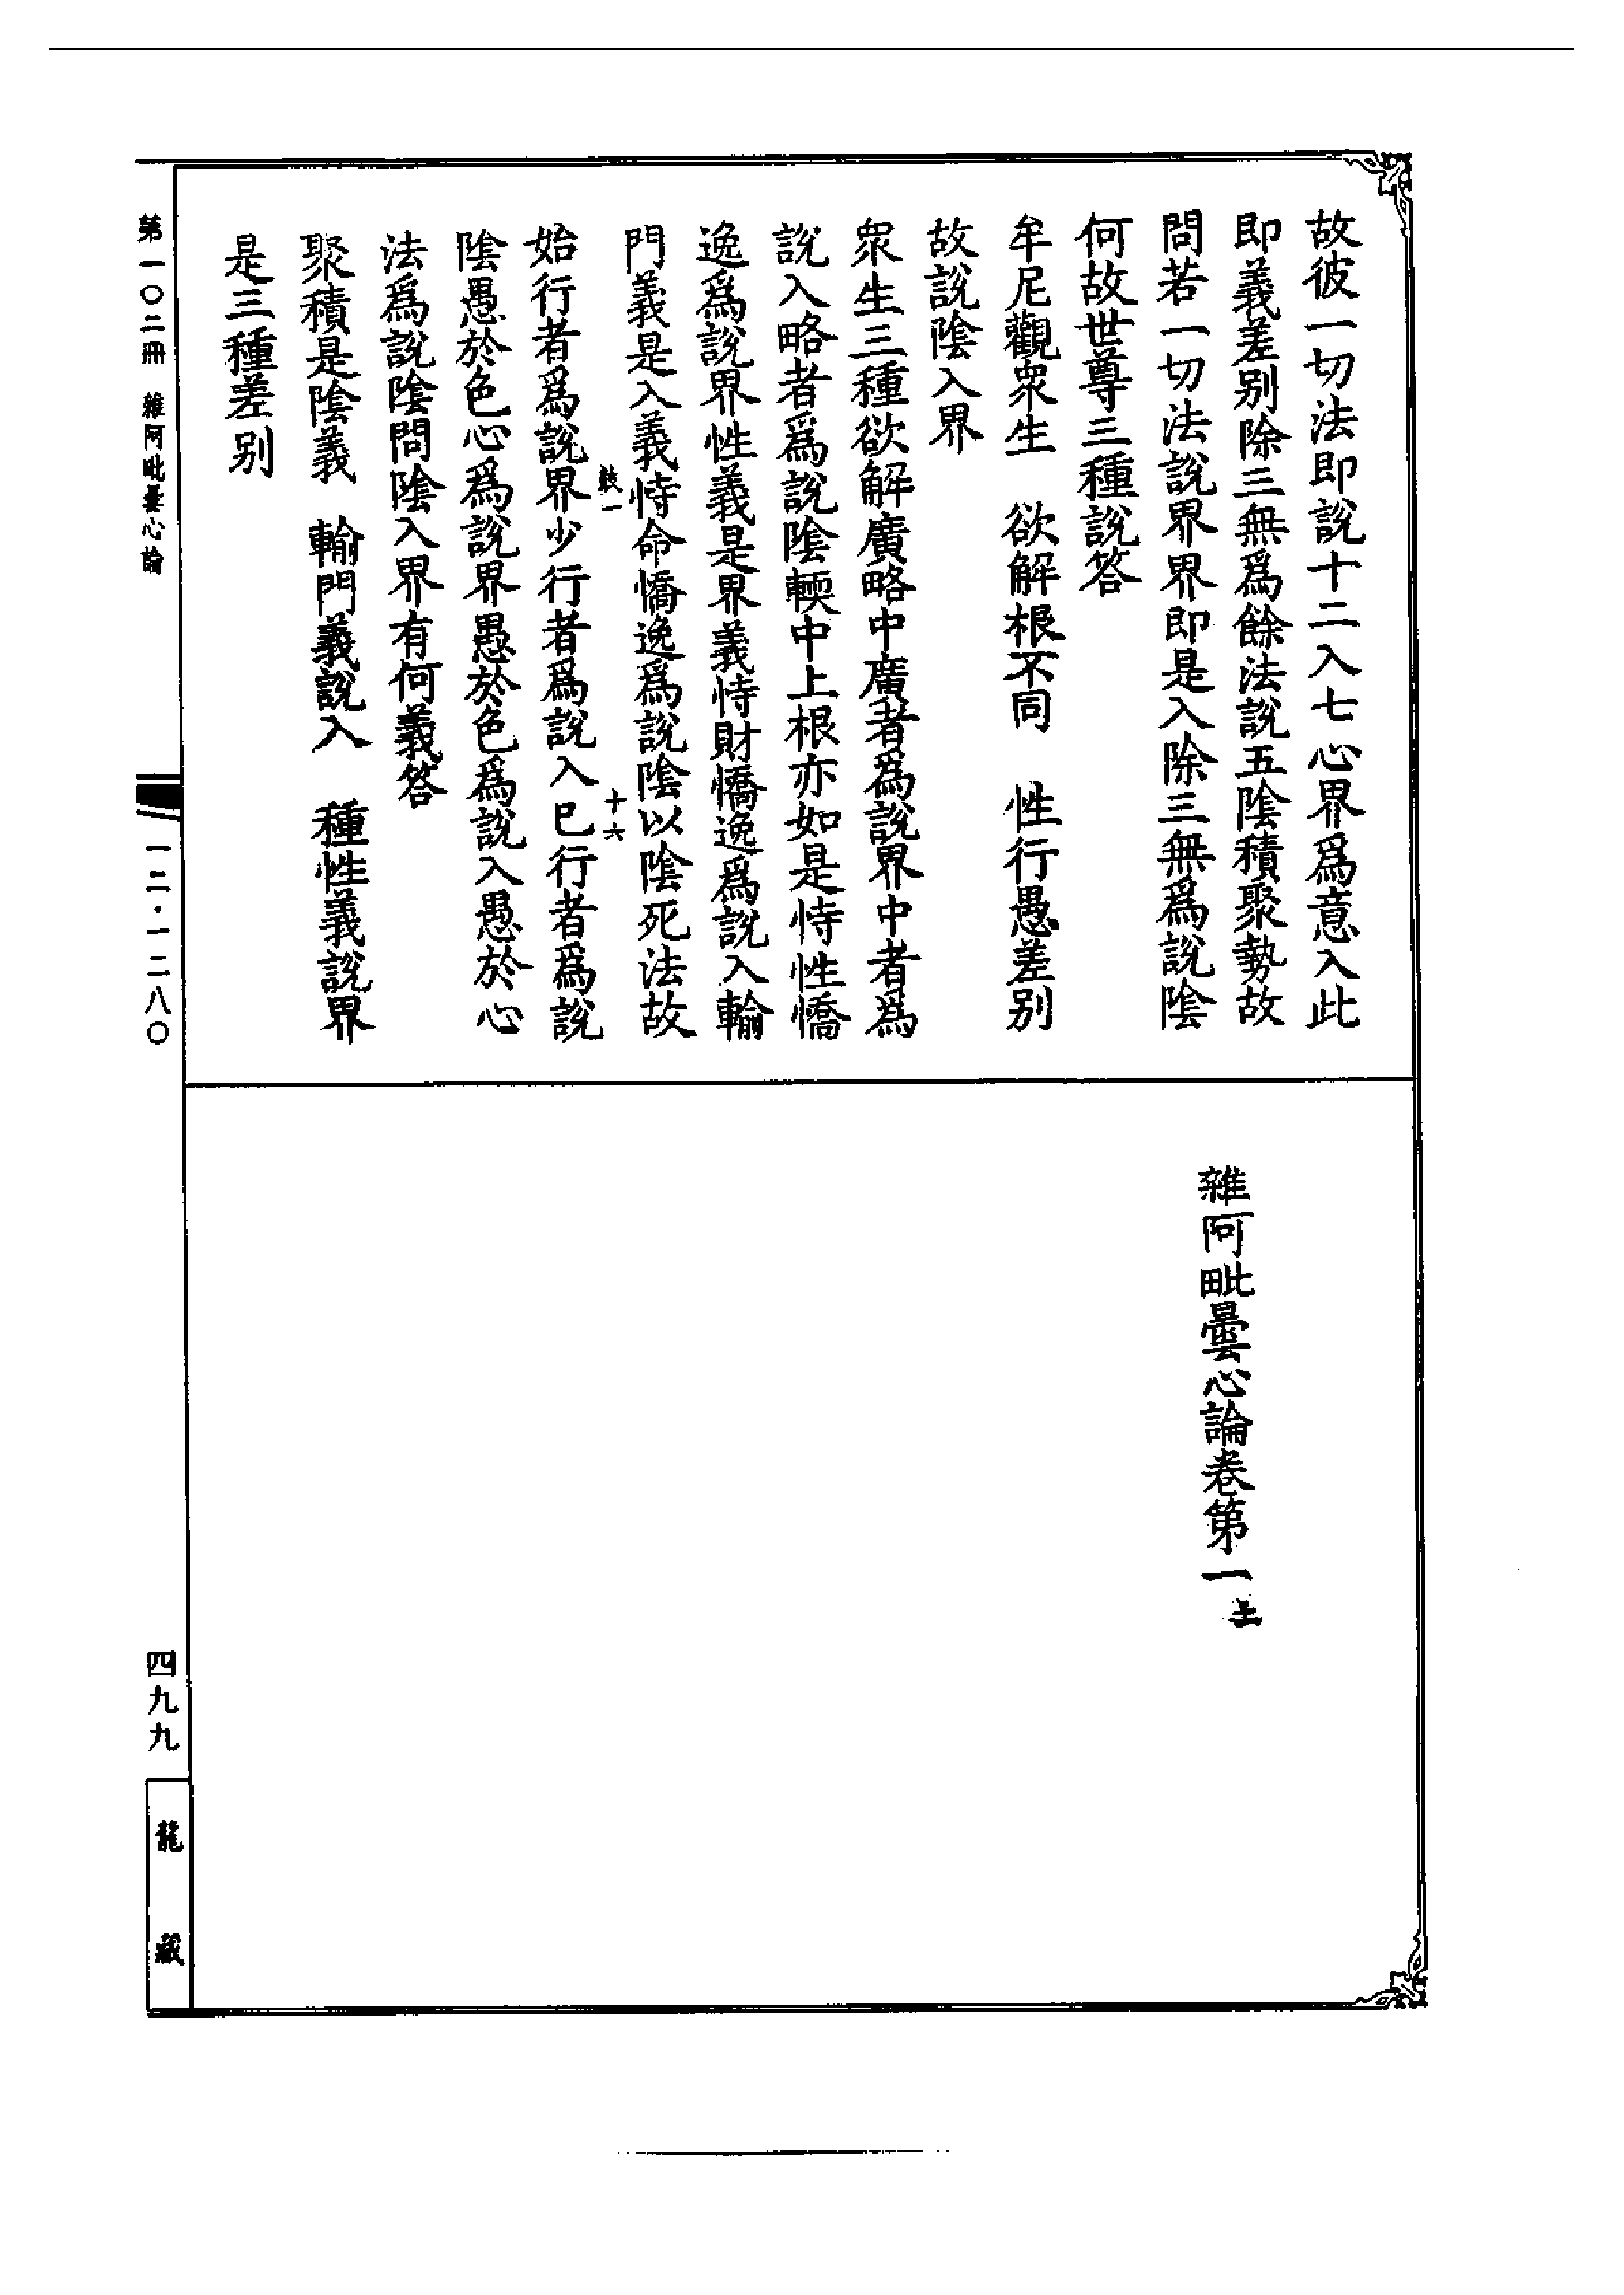 故彼一切法即說十二入七心界爲意入此
即義差别除三無爲餘法說五陰積聚勢故
問若一切法說界界即是入除三無爲說陰
何故世尊三種說答
牟尼觀衆生　欲解根不同　性行愚差别
故說陰入界
衆生三種欲解廣略中廣者爲說界中者爲
說入略者爲說陰輭中上根亦如是恃性憍
逸爲說界性義是界義恃財憍逸爲說入輸
門義是入義恃命憍逸爲說陰以陰死法故
鼓一　十六
始行者爲說界少行者爲說入已行者爲說
陰愚於色心爲說界愚於色爲說入愚於心
法爲說陰問陰入界有何義答
聚積是陰義　輸門義說入　種性義說界
是三種差别
雜阿毗曇心論卷第一上
第一〇二冊　雜阿毗曇心論
一二·一二八〇
四九九
龍藏